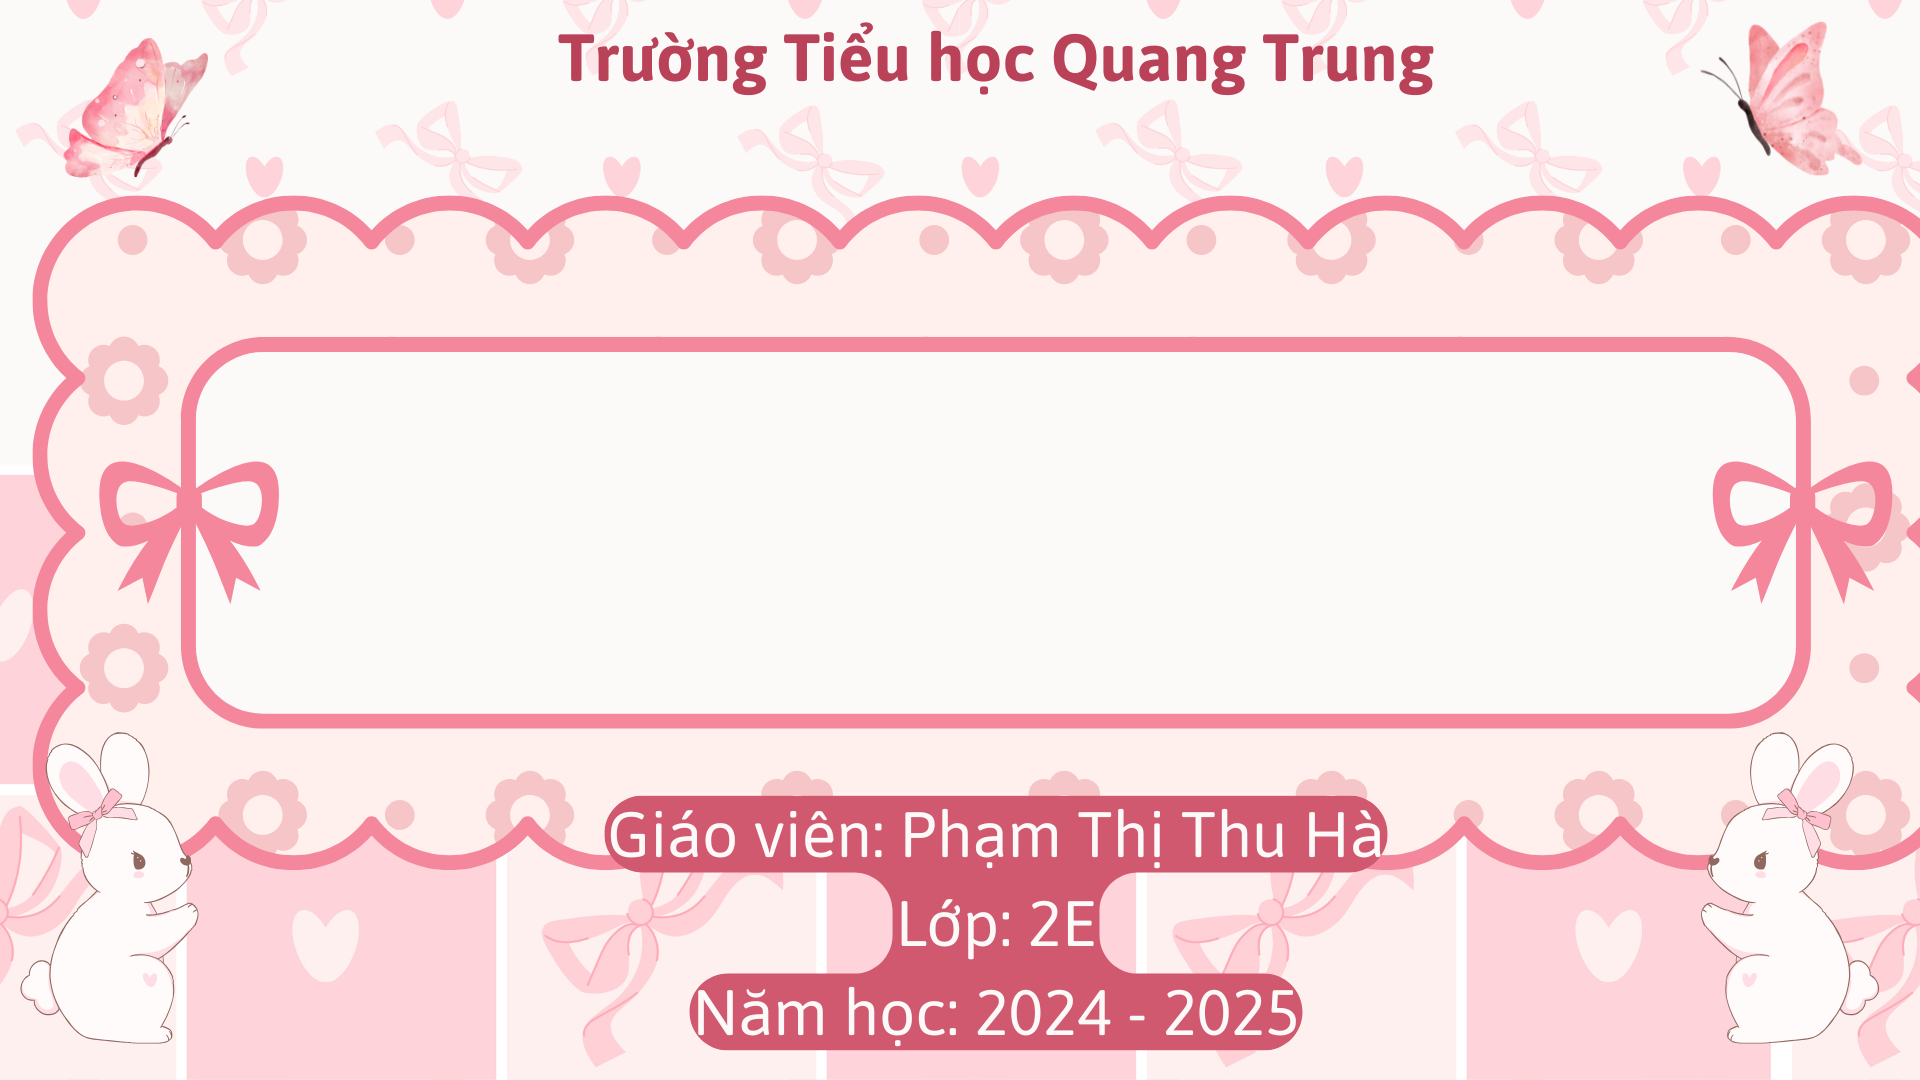 Trường Tiểu học Quang Trung
Giáo viên: Phạm Thị Thu Hà
Lớp: 2E
Năm học: 2024 - 2025